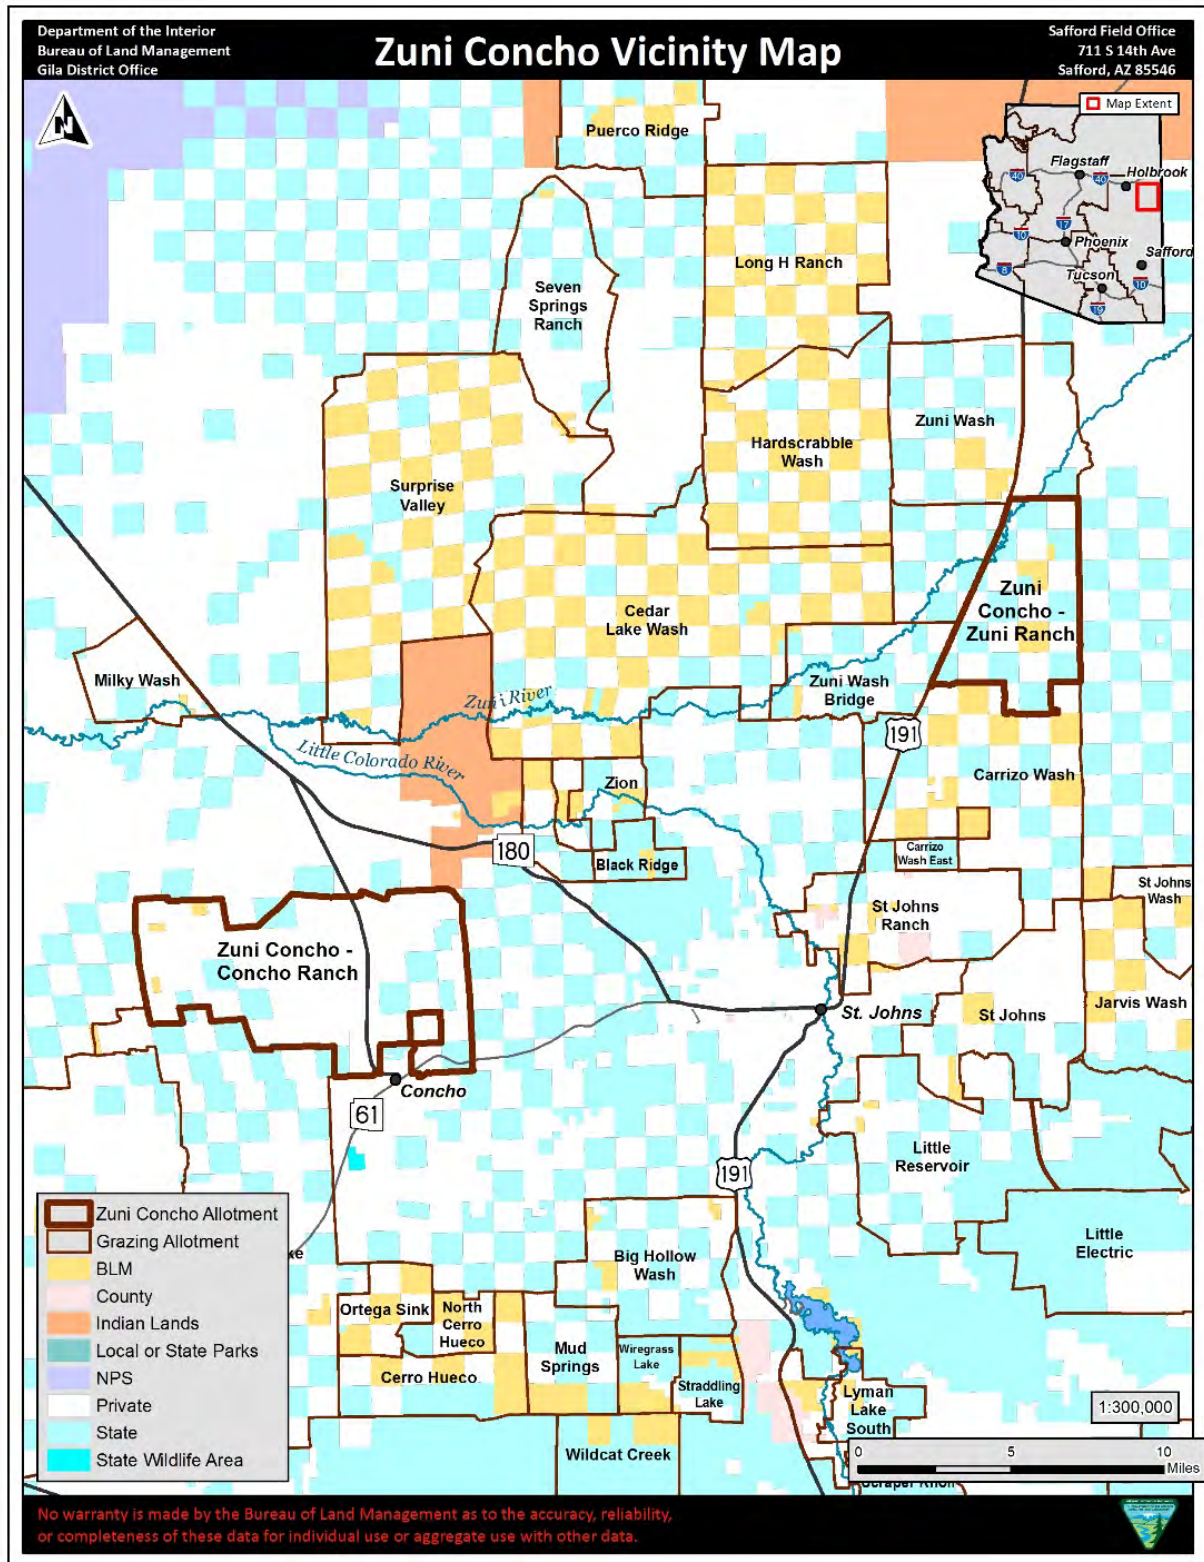 Department of the Interior
Bureau of Land Management
Gila District Office
Zuni Concho Vicinity Map
Safford Field Office
711 S 14th Ave
Safford, AZ 85546
N
Map Extent
Flagstaff
Holbrook
40
40
17
10
Phoenix
Safford
8
Tucson
10
19
Puerco Ridge
Long H Ranch
Seven
Springs
Ranch
Zuni Wash
Hardscrabble
Wash
Surprise
Valley
Zuni
Concho -
Zuni Ranch
Cedar
Lake Wash
Milky Wash
Zuni Wash
Bridge
Zuni River
191
Little Colorado River
Carrizo Wash
Zion
180
Black Ridge
Carrizo
Wash East
St Johns
Wash
St Johns
Ranch
Zuni Concho -
Concho Ranch
Jarvis Wash
St. Johns
St Johns
Concho
61
Little
Reservoir
191
Little
Electric
Big Hollow
Wash
Ortega Sink
North
Cerro
Hueco
Mud
Springs
Wiregrass
Lake
Cerro Hueco
Straddling
Lake
Lyman
Lake
South
Wildcat Creek
Zuni Concho Allotment
Grazing Allotment
BLM
County
Indian Lands
Local or State Parks
NPS
Private
State
State Wildlife Area
1:300,000
0 5 10
Miles
No warranty is made by the Bureau of Land Management as to the accuracy, reliability,
or completeness of these data for individual use or aggregate use with other data.